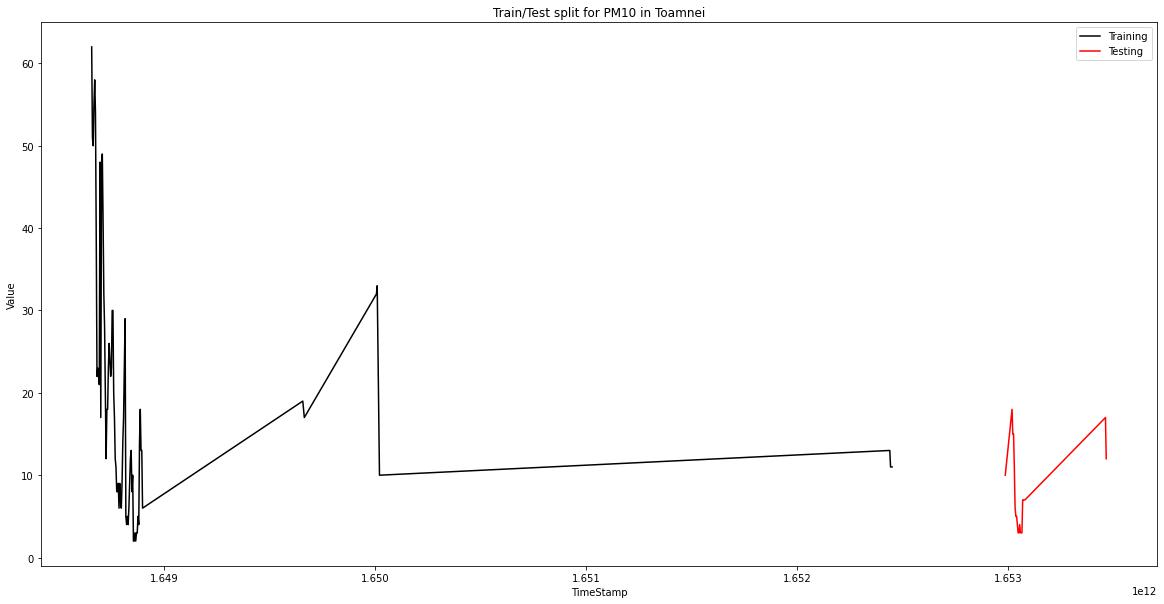 Train/Test split for PM10 in Toamnei
Training
Testing
60
50
40
30
20
10
0
Value
1.649 1.650 1.651 1.652 1.653
1e12
TimeStamp